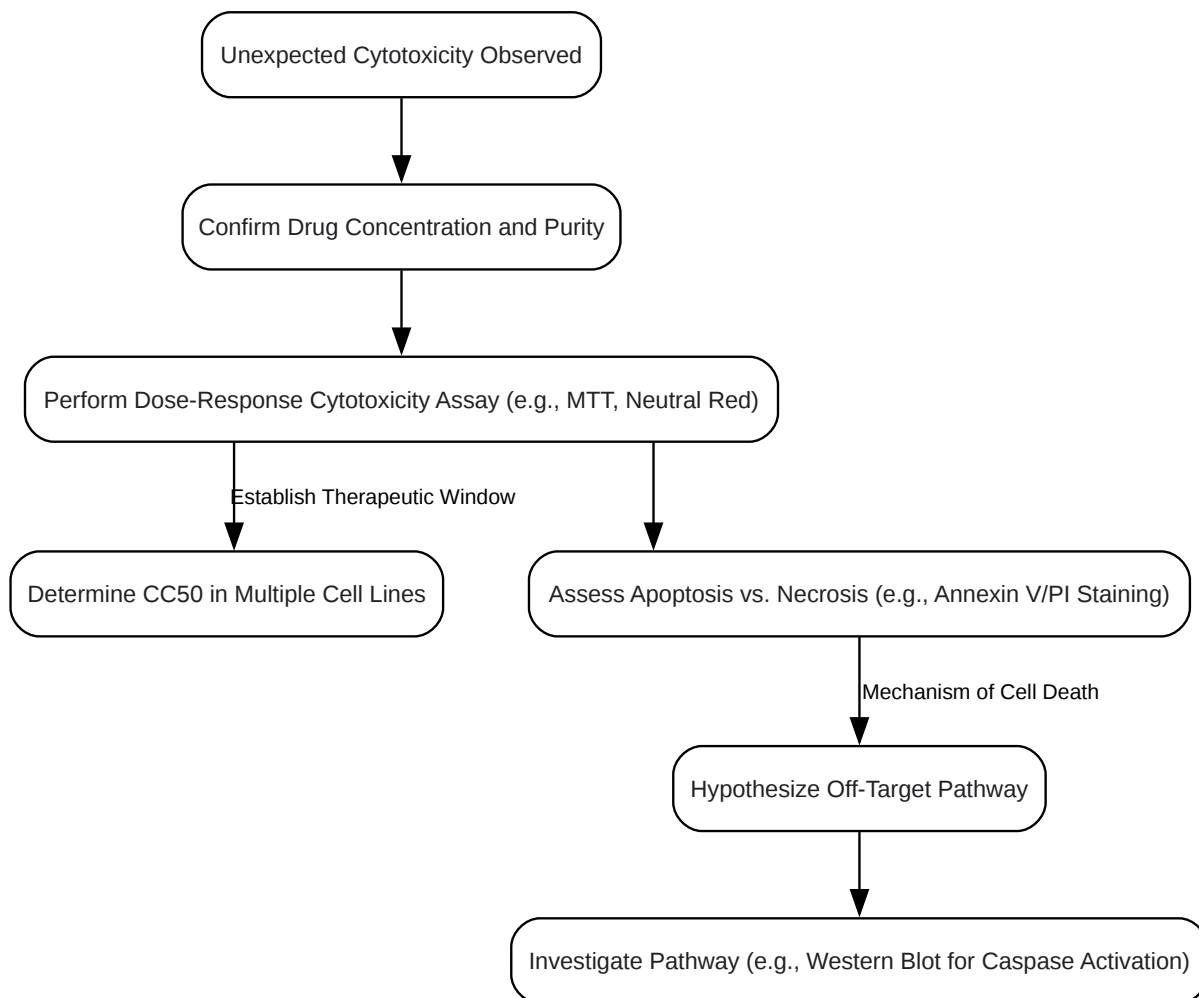 Unexpected Cytotoxicity Observed
Confirm Drug Concentration and Purity
Perform Dose-Response Cytotoxicity Assay (e.g., MTT, Neutral Red)
Establish Therapeutic Window
Determine CC50 in Multiple Cell Lines
Assess Apoptosis vs. Necrosis (e.g., Annexin V/PI Staining)
Mechanism of Cell Death
Hypothesize Off-Target Pathway
Investigate Pathway (e.g., Western Blot for Caspase Activation)